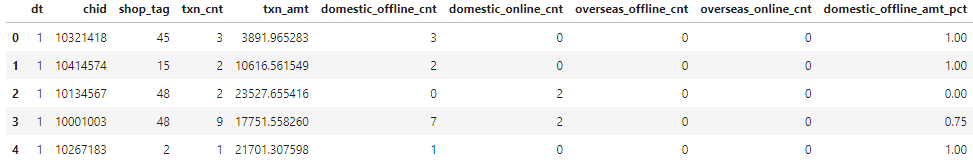 dt chid shop_tag txn_cnt txn_amt domestic_offline_cnt domestic_online_cnt overseas_offline_cnt overseas_online_cnt domestic_offline_amt_pct
0 1 10321418 45 3 3891.965283 3 0 0 0 1.00
1 1 10414574 15 2 10616.561549 2 0 0 0 1.00
2 1 10134567 48 2 23527.655416 0 2 0 0 0.00
3 1 10001003 48 9 17751.558260 7 2 0 0 0.75
4 1 10267183 2 1 21701.307598 1 0 0 0 1.00